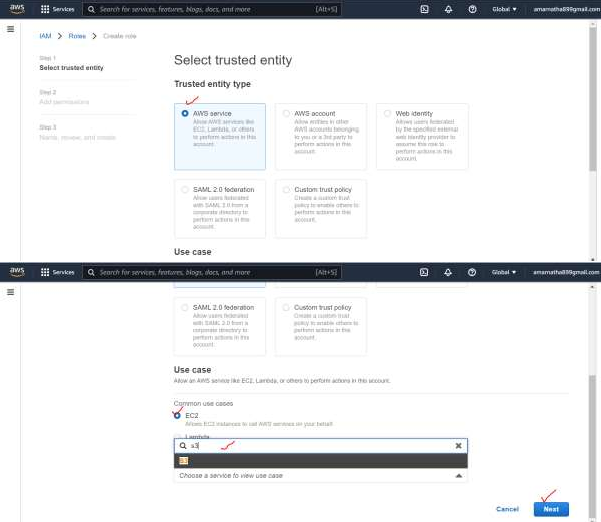 aws Services Search for services, features, blogs, docs, and more [Alt+S] Global amarnatha899gmail.com
IAM > Roles > Create role
Step 1
Select trusted entity
Step 2
Add permissions
Step 3
Name, review, and create
Select trusted entity
Trusted entity type
AWS service
Allow AWS services like
EC2, Lambda, or others
to perform actions in this
account.
AWS account
Allow entities in other
AWS accounts belonging
to you or a 3rd party to
perform actions in this
account.
Web identity
Allows users federated
by the specified external
web identity provider to
assume this role to
perform actions in this
account.
SAML 2.0 federation
Allow users federated
with SAML 2.0 from a
corporate directory to
perform actions in this
account.
Custom trust policy
Create a custom trust
policy to enable others to
perform actions in this
account.
Use case
aws Services Search for services, features, blogs, docs, and more [Alt+S] Global amarnatha899gmail.com
SAML 2.0 federation
Allow users federated
with SAML 2.0 from a
corporate directory to
perform actions in this
account.
Custom trust policy
Create a custom trust
policy to enable others to
perform actions in this
account.
Use case
Allow an AWS service like EC2, Lambda, or others to perform actions in this account.
Common use cases
EC2
Allows EC2 instances to call AWS services on your behalf.
Lambda
s3
S3
Choose a service to view use case
Cancel Next